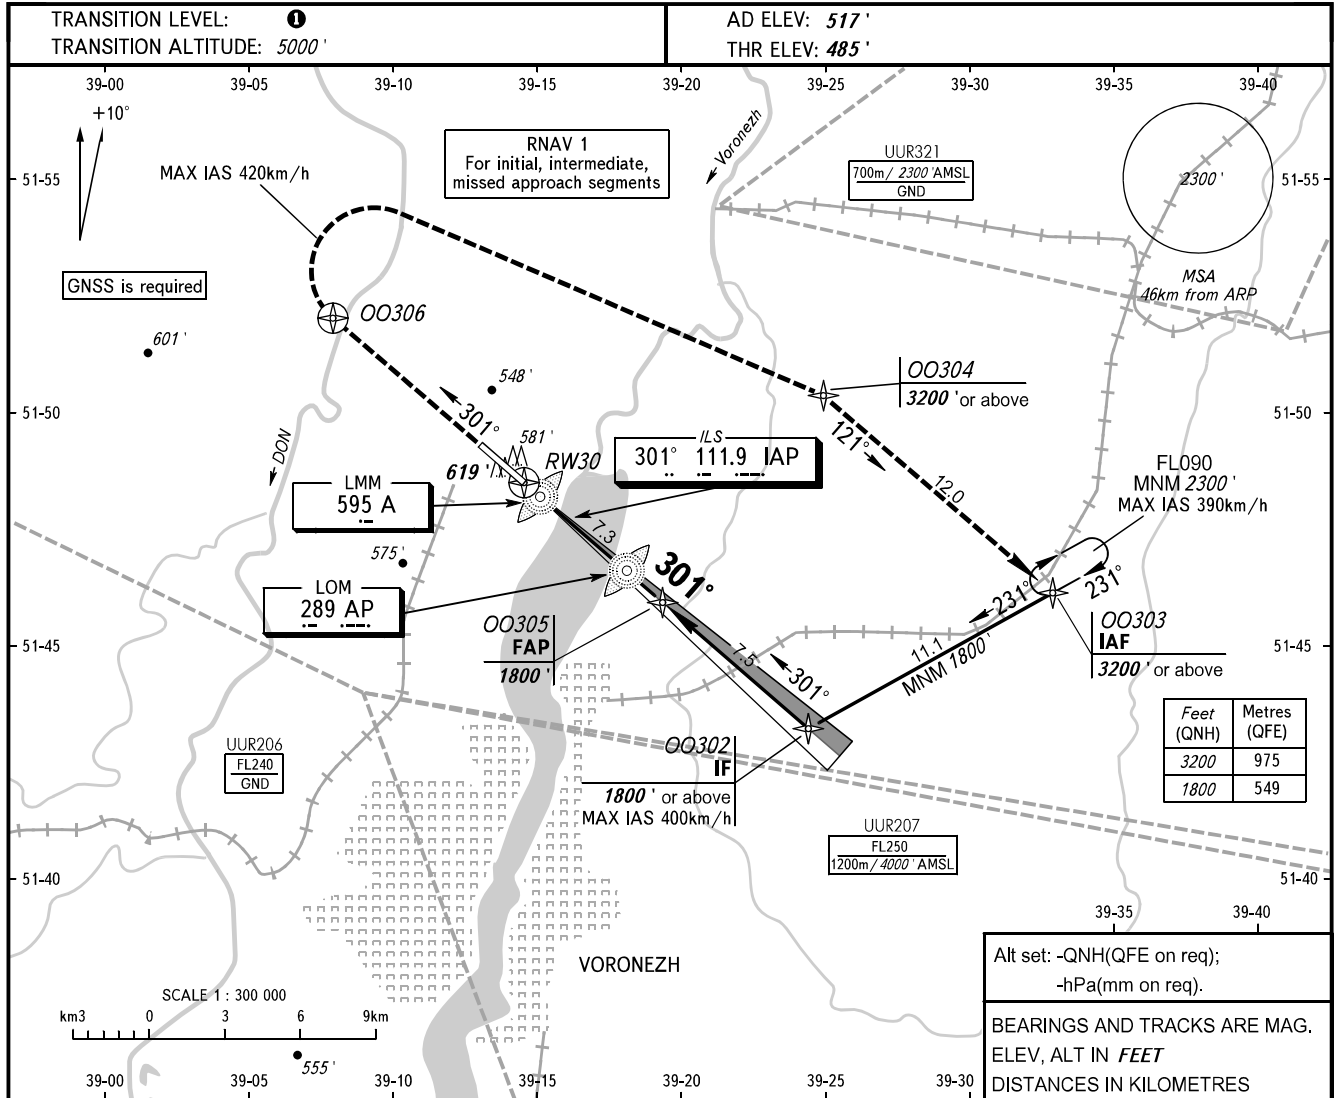 TRANSITION LEVEL: ❶
TRANSITION ALTITUDE: 5000 '
AD ELEV: 517 '
THR ELEV: 485 '
39-00 39-05 39-10 39-15 39-20 39-25 39-30 39-35 39-40
+10°
MAX IAS 420km/h
RNAV 1
For initial, intermediate,
missed approach segments
Voronezh
UUR321
700m/ 2300 'AMSL
GND
2300 '
51-55 51-55
MSA
46km from ARP
GNSS is required
OO306
601 '
548 '
OO304
3200 'or above
51-50 51-50
301°
121°
DON
581 '
619 '
RW30
ILS
301° 111.9 IAP
LMM
595 A
12.0
FL090
MNM 2300 '
MAX IAS 390km/h
7.3
575 '
301°
LOM
289 AP
231°
231°
OO305
FAP
1800 '
OO303
IAF
3200 ' or above
51-45 51-45
7.5
301°
11.1
MNM 1800 '
OO302
IF
1800 ' or above
MAX IAS 400km/h
Feet
(QNH)
Metres
(QFE)
3200 975
1800 549
UUR206
FL240
GND
UUR207
FL250
1200m/ 4000 'AMSL
51-40 51-40
39-35 39-40
VORONEZH
Alt set: -QNH(QFE on req);
-hPa(mm on req).
SCALE 1 : 300 000
km3 0 3 6 9km
555 '
BEARINGS AND TRACKS ARE MAG.
ELEV, ALT IN FEET
DISTANCES IN KILOMETRES
39-00 39-05 39-10 39-15 39-20 39-25 39-30